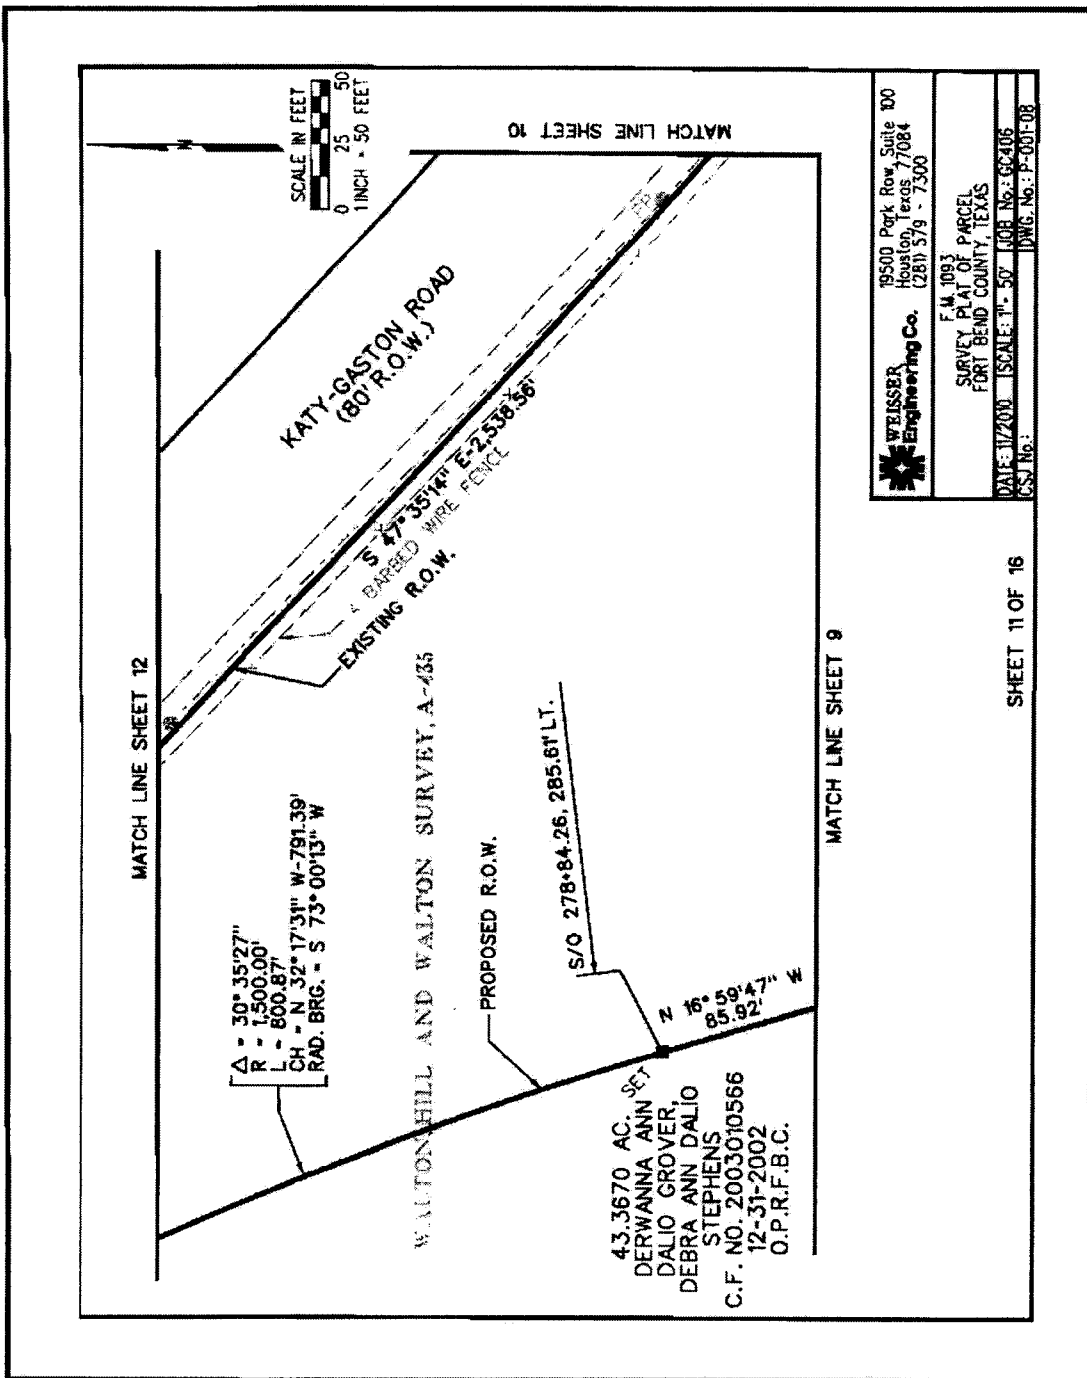 MATCH LINE SHEET 12
SCALE IN FEET
0 25 50
1 INCH = 50 FEET
N
MATCH LINE SHEET 10
KATY-GASTON ROAD
(80' R.O.W.)
S 47° 35'14" E-2,538.56'
4 BARBED WIRE FENCE
EXISTING R.O.W.
PP
Δ = 30° 35'27"
R = 1,500.00'
L = 800.87'
CH = N 32° 17'31" W-791.39'
RAD. BRG. = S 73° 00'13" W
WALTON HILL AND WALTON SURVEY, A-435
PROPOSED R.O.W.
S/O 278+84.26, 285.61' LT.
SET
N 16° 59'47" W
85.92'
43.3670 AC.
DERWANNA ANN
DALIO GROVER,
DEBRA ANN DALIO
STEPHENS
C.F. NO. 2003010566
12-31-2002
O.P.R.F.B.C.
MATCH LINE SHEET 9
WEISSER
Engineering Co.
19500 Park Row, Suite 100
Houston, Texas 77084
(281) 579 - 7300
F.M. 1093
SURVEY PLAT OF PARCEL
FORT BEND COUNTY, TEXAS
DATE: 11/2010 SCALE: 1"= 50' JOB No.: GC406
CSJ No.: DWG. No.: P-001-08
SHEET 11 OF 16